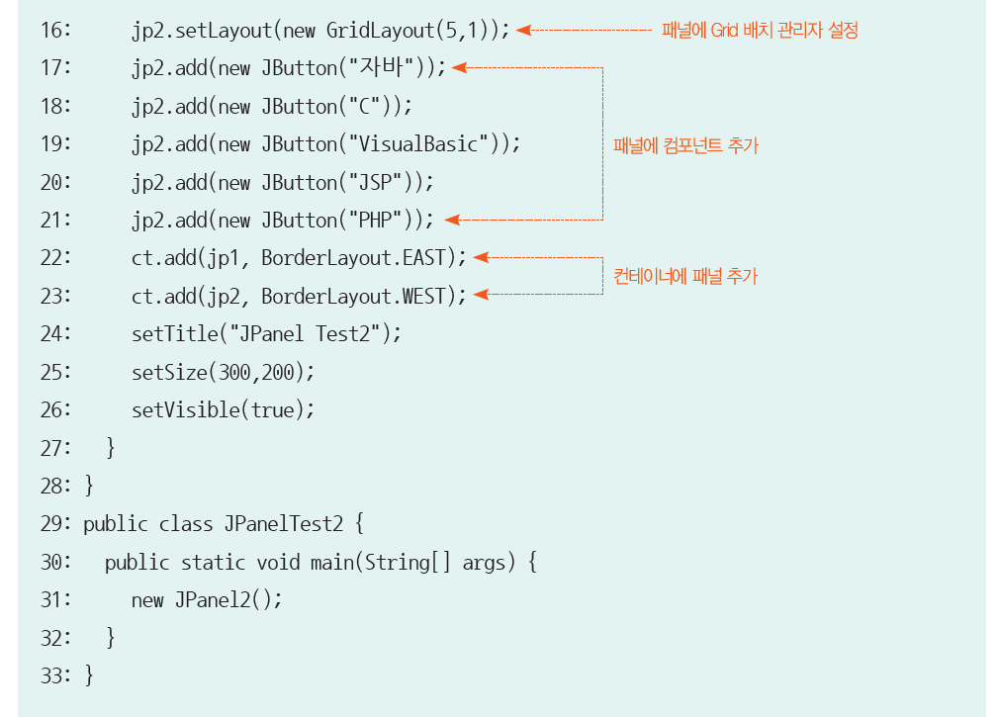 16: jp2.setLayout(new GridLayout(5,1)); 패널에 Grid 배치 관리자 설정
17: jp2.add(new JButton("자바"));
18: jp2.add(new JButton("C"));
19: jp2.add(new JButton("VisualBasic")); 패널에 컴포넌트 추가
20: jp2.add(new JButton("JSP"));
21: jp2.add(new JButton("PHP"));
22: ct.add(jp1, BorderLayout.EAST);
컨테이너에 패널 추가
23: ct.add(jp2, BorderLayout.WEST);
24: setTitle("JPanel Test2");
25: setSize(300,200);
26: setVisible(true);
27: }
28: }
29: public class JPanelTest2 {
30: public static void main(String[] args) {
31: new JPanel2();
32: }
33: }